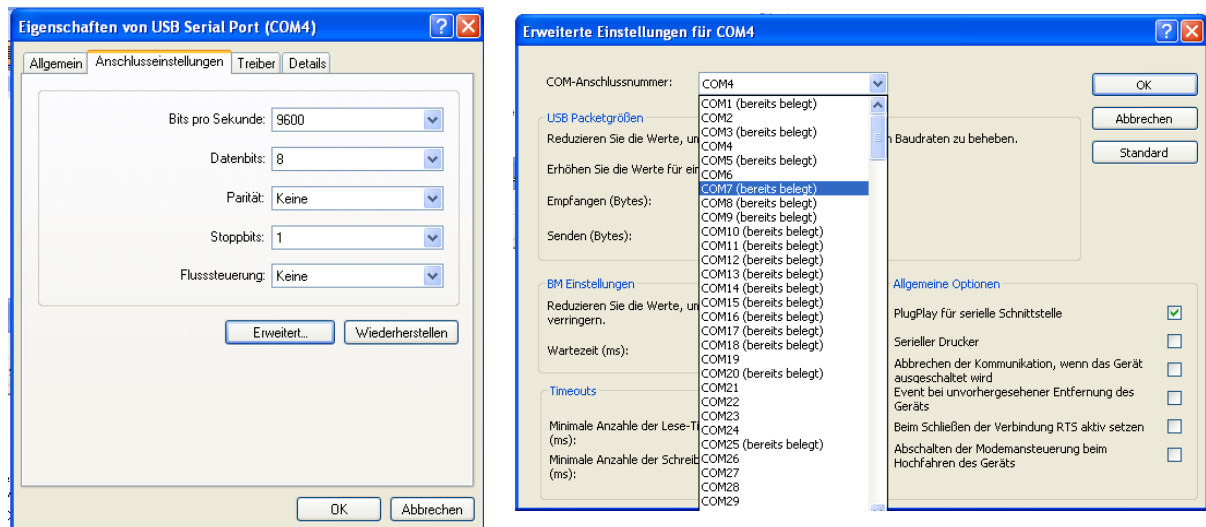 Eigenschaften von USB Serial Port (COM4)
Allgemein Anschlusseinstellungen Treiber Details
Bits pro Sekunde: 9600
Datenbits: 8
Parität: Keine
Stoppbits: 1
Flusssteuerung: Keine
Erweitert... Wiederherstellen
OK Abbrechen
Erweiterte Einstellungen für COM4
COM-Anschlussnummer: COM4
OK
Abbrechen
Standard
COM1 (bereits belegt)
COM2
COM3 (bereits belegt)
COM4
COM5 (bereits belegt)
COM6
COM7 (bereits belegt)
COM8 (bereits belegt)
COM9 (bereits belegt)
COM10 (bereits belegt)
COM11 (bereits belegt)
COM12 (bereits belegt)
COM13 (bereits belegt)
COM14 (bereits belegt)
COM15 (bereits belegt)
COM16 (bereits belegt)
COM17 (bereits belegt)
COM18 (bereits belegt)
COM19
COM20 (bereits belegt)
COM21
COM22
COM23
COM24
COM25 (bereits belegt)
COM26
COM27
COM28
COM29
USB Packetgrößen
Reduzieren Sie die Werte, un
Baudraten zu beheben.
Erhöhen Sie die Werte für ein
Empfangen (Bytes):
Senden (Bytes):
BM Einstellungen
Reduzieren Sie die Werte, un
verringern.
Wartezeit (ms):
Timeouts
Minimale Anzahle der Lese-Ti
(ms):
Minimale Anzahle der Schreib
(ms):
Allgemeine Optionen
PlugPlay für serielle Schnittstelle
Serieller Drucker
Abbrechen der Kommunikation, wenn das Gerät
ausgeschaltet wird
Event bei unvorhergesehener Entfernung des
Geräts
Beim Schließen der Verbindung RTS aktiv setzen
Abschalten der Modemansteuerung beim
Hochfahren des Geräts